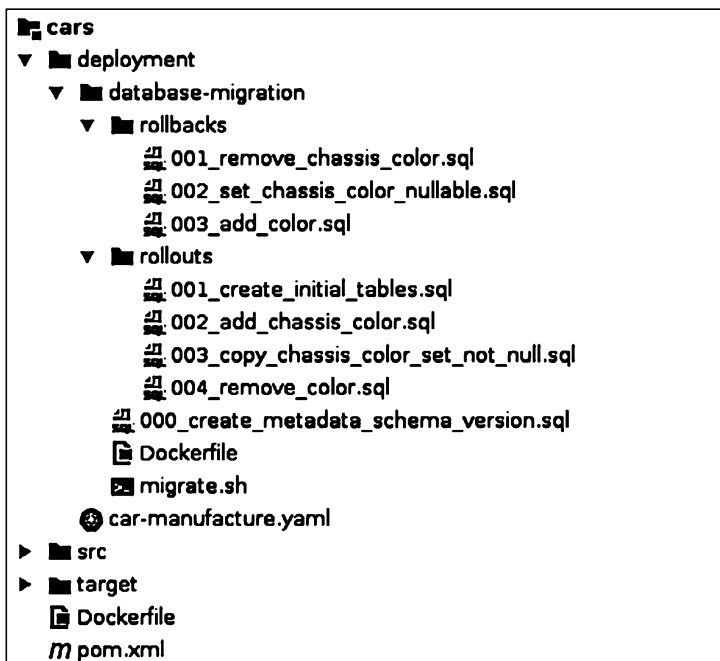 cars
deployment
database-migration
rollbacks
001_remove_chassis_color.sql
002_set_chassis_color_nullable.sql
003_add_color.sql
rollouts
001_create_initial_tables.sql
002_add_chassis_color.sql
003_copy_chassis_color_set_not_null.sql
004_remove_color.sql
000_create_metadata_schema_version.sql
Dockerfile
migrate.sh
car-manufacture.yaml
src
target
Dockerfile
m pom.xml